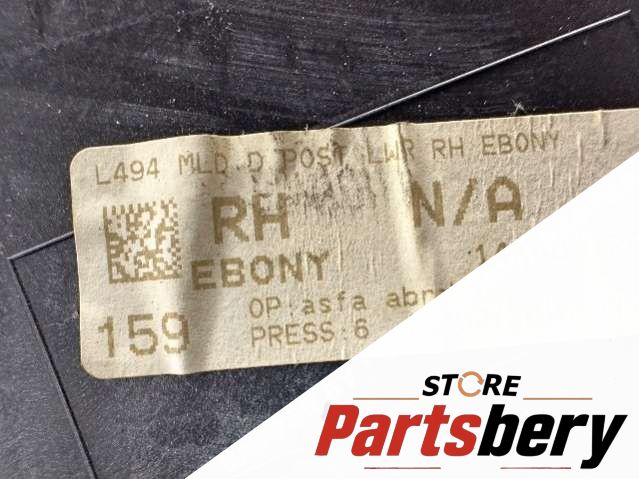 L494 MLD D POST LWR RH EBONY
RH N/A
EBONY
159
OP:asfa
PRESS:6
STORE
Partsbery